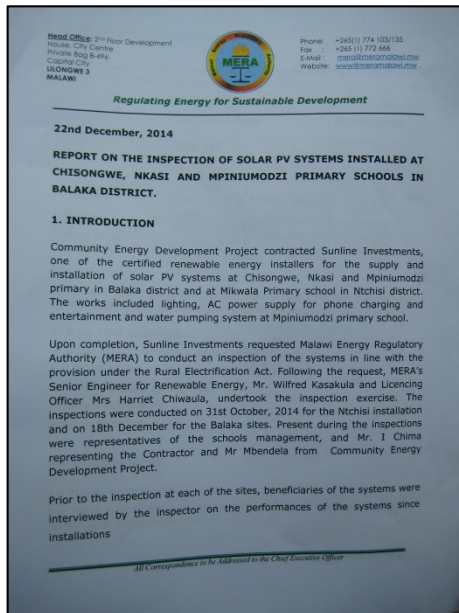 Head Office: 2nd Floor Development
House, City Centre
Private Bag B-496
Capital City
LILONGWE 3
MALAWI
MERA
Phone: +265(1) 774 103/135
Fax : +265 (1) 772 666
E-Mail : mera@meramalawi.mw
Website: www@meramalawi.mw .
Regulating Energy for Sustainable Development
22nd December, 2014
REPORT ON THE INSPECTION OF SOLAR PV SYSTEMS INSTALLED AT
CHISONGWE, NKASI AND MPINIUMODZI PRIMARY SCHOOLS IN
BALAKA DISTRICT.
1. INTRODUCTION
Community Energy Development Project contracted Sunline Investments,
one of the certified renewable energy installers for the supply and
installation of solar PV systems at Chisongwe, Nkasi and Mpiniumodzi
primary in Balaka district and at Mikwala Primary school in Ntchisi district.
The works included lighting, AC power supply for phone charging and
entertainment and water pumping system at Mpiniumodzi primary school.
Upon completion, Sunline Investments requested Malawi Energy Regulatory
Authority (MERA) to conduct an inspection of the systems in line with the
provision under the Rural Electrification Act. Following the request, MERA's
Senior Engineer for Renewable Energy, Mr. Wilfred Kasakula and Licencing
Officer Mrs Harriet Chiwaula, undertook the inspection exercise. The
inspections were conducted on 31st October, 2014 for the Ntchisi installation
and on 18th December for the Balaka sites. Present during the inspections
were representatives of the schools management, and Mr. I Chima
representing the Contractor and Mr Mbendela from Community Energy
Development Project.
Prior to the inspection at each of the sites, beneficiaries of the systems were
interviewed by the inspector on the performances of the systems since
installations
All Correspondence to be Addressed to the Chief Executive Officer